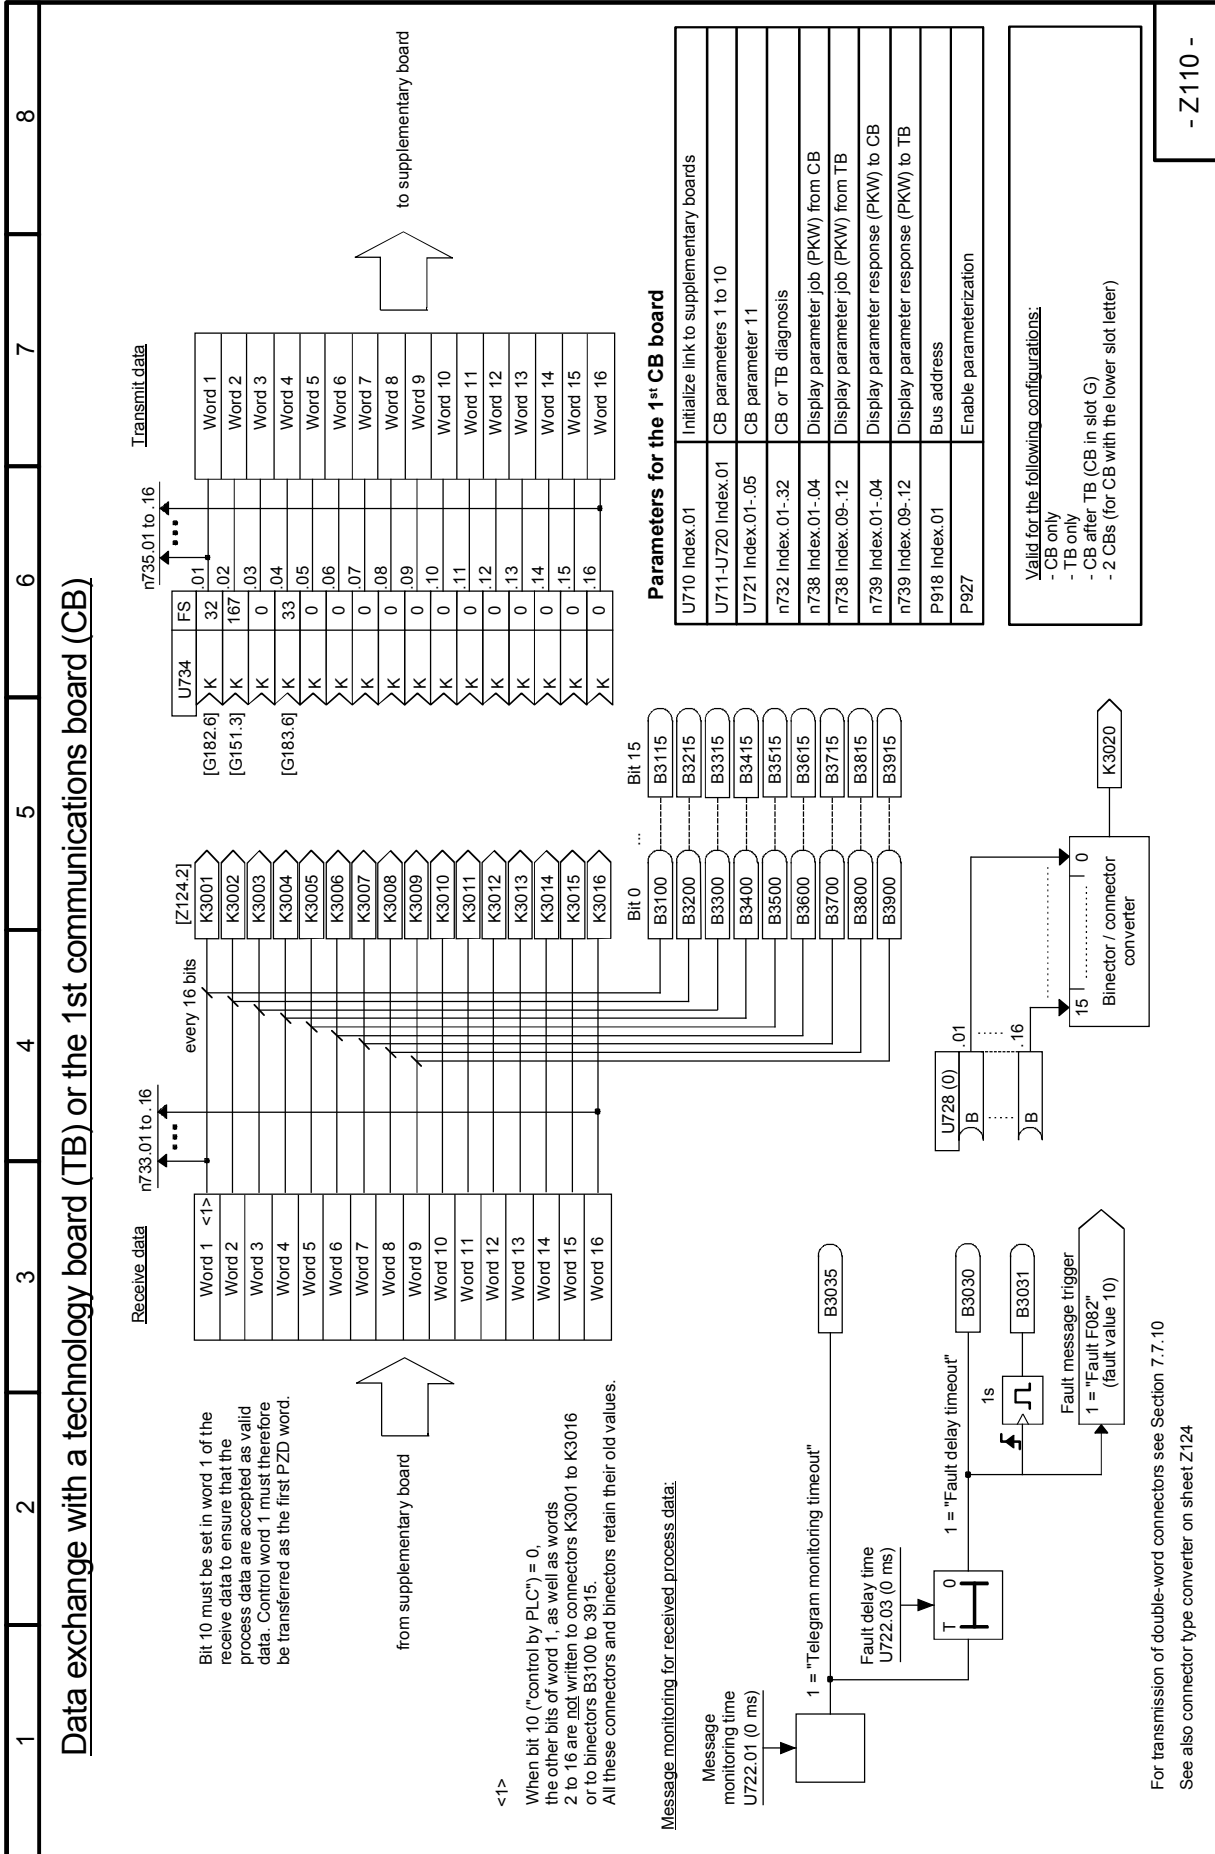 1 2 3 4 5 6 7 8
Data exchange with a technology board (TB) or the 1st communications board (CB)
Bit 10 must be set in word 1 of the
receive data to ensure that the
process data are accepted as valid
data. Control word 1 must therefore
be transferred as the first PZD word.
from supplementary board
<1>
When bit 10 ("control by PLC") = 0,
the other bits of word 1, as well as words
2 to 16 are not written to connectors K3001 to K3016
or to binectors B3100 to 3915.
All these connectors and binectors retain their old values.
Receive data
Word 1 <1>
Word 2
Word 3
Word 4
Word 5
Word 6
Word 7
Word 8
Word 9
Word 10
Word 11
Word 12
Word 13
Word 14
Word 15
Word 16
n733.01 to .16
every 16 bits
[Z124.2]
K3001
K3002
K3003
K3004
K3005
K3006
K3007
K3008
K3009
K3010
K3011
K3012
K3013
K3014
K3015
K3016
Bit 0 ... Bit 15
B3100 B3115
B3200 B3215
B3300 B3315
B3400 B3415
B3500 B3515
B3600 B3615
B3700 B3715
B3800 B3815
B3900 B3915
n735.01 to .16
Transmit data
U734 FS
[G182.6] K 32 .01 Word 1
[G151.3] K 167 .02 Word 2
K 0 .03 Word 3
[G183.6] K 33 .04 Word 4
K 0 .05 Word 5
K 0 .06 Word 6
K 0 .07 Word 7
K 0 .08 Word 8
K 0 .09 Word 9
K 0 .10 Word 10
K 0 .11 Word 11
K 0 .12 Word 12
K 0 .13 Word 13
K 0 .14 Word 14
K 0 .15 Word 15
K 0 .16 Word 16
to supplementary board
Message monitoring for received process data:
Message
monitoring time
U722.01 (0 ms)
1 = "Telegram monitoring timeout"
B3035
Fault delay time
U722.03 (0 ms)
T 0
1 = "Fault delay timeout"
B3030
1s
B3031
Fault message trigger
1 = "Fault F082"
(fault value 10)
U728 (0)
B .01
B .16
15 0
Binector / connector
converter
K3020
Parameters for the 1st CB board
U710 Index.01 Initialize link to supplementary boards
U711-U720 Index.01 CB parameters 1 to 10
U721 Index.01-.05 CB parameter 11
n732 Index.01-.32 CB or TB diagnosis
n738 Index.01-.04 Display parameter job (PKW) from CB
n738 Index.09-.12 Display parameter job (PKW) from TB
n739 Index.01-.04 Display parameter response (PKW) to CB
n739 Index.09-.12 Display parameter response (PKW) to TB
P918 Index.01 Bus address
P927 Enable parameterization
Valid for the following configurations:
- CB only
- TB only
- CB after TB (CB in slot G)
- 2 CBs (for CB with the lower slot letter)
For transmission of double-word connectors see Section 7.7.10
See also connector type converter on sheet Z124
- Z110 -